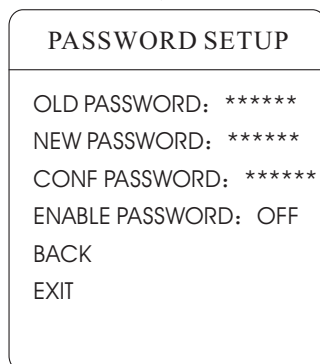 PASSWORD SETUP
OLD PASSWORD：******
NEW PASSWORD：******
CONF PASSWORD：******
ENABLE PASSWORD：OFF
BACK
EXIT